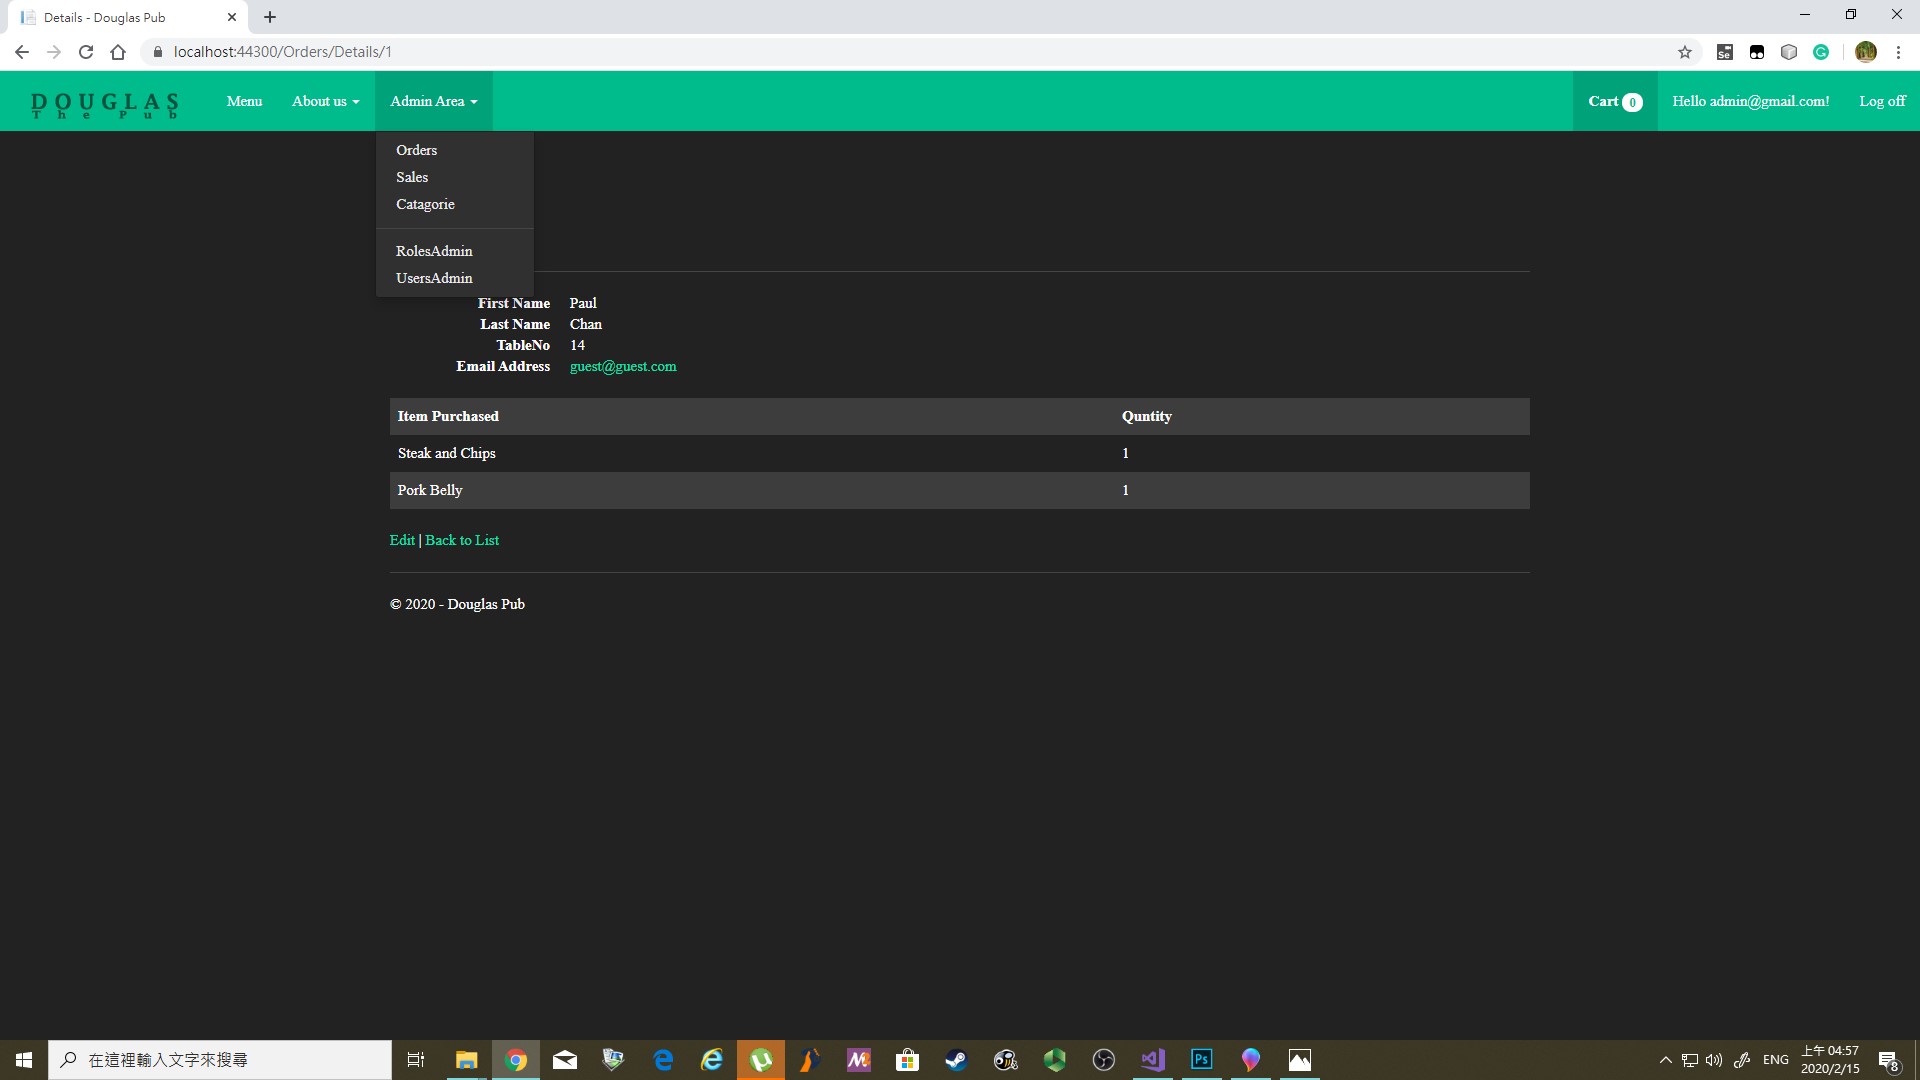 Details - Douglas Pub
localhost:44300/Orders/Details/1
DOUGLAS
The Pub
Menu
About us
Admin Area
Cart 0
Hello admin@gmail.com!
Log off
Orders
Sales
Catagorie
RolesAdmin
UsersAdmin
First Name Paul
Last Name Chan
TableNo 14
Email Address guest@guest.com
Item Purchased Quntity
Steak and Chips 1
Pork Belly 1
Edit | Back to List
© 2020 - Douglas Pub
在這裡輸入文字來搜尋
Ps
ENG
上午 04:57
2020/2/15
8